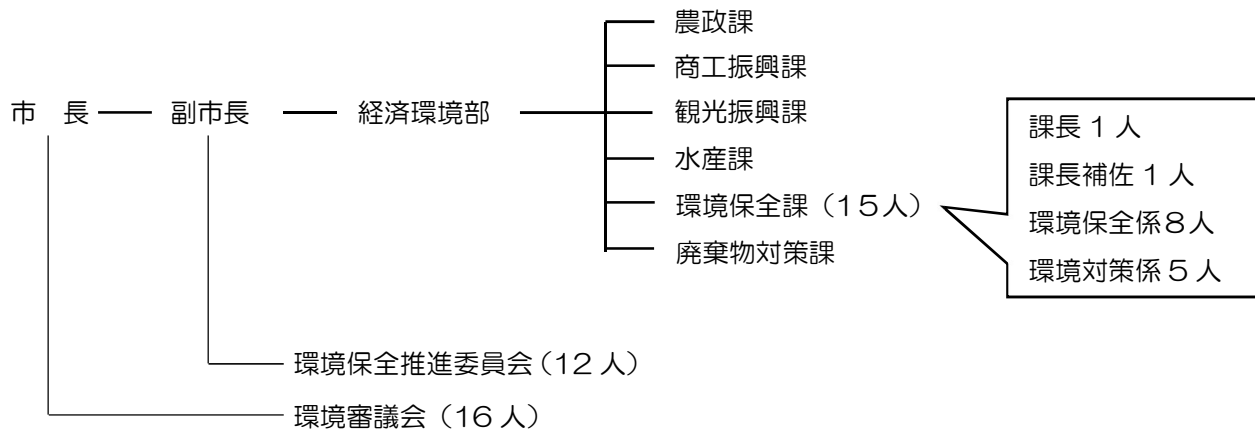 農政課
商工振興課
市　長
副市長
経済環境部
観光振興課
水産課
環境保全課（15人）
廃棄物対策課
課長１人
課長補佐１人
環境保全係８人
環境対策係５人
環境保全推進委員会（12人）
環境審議会（16人）